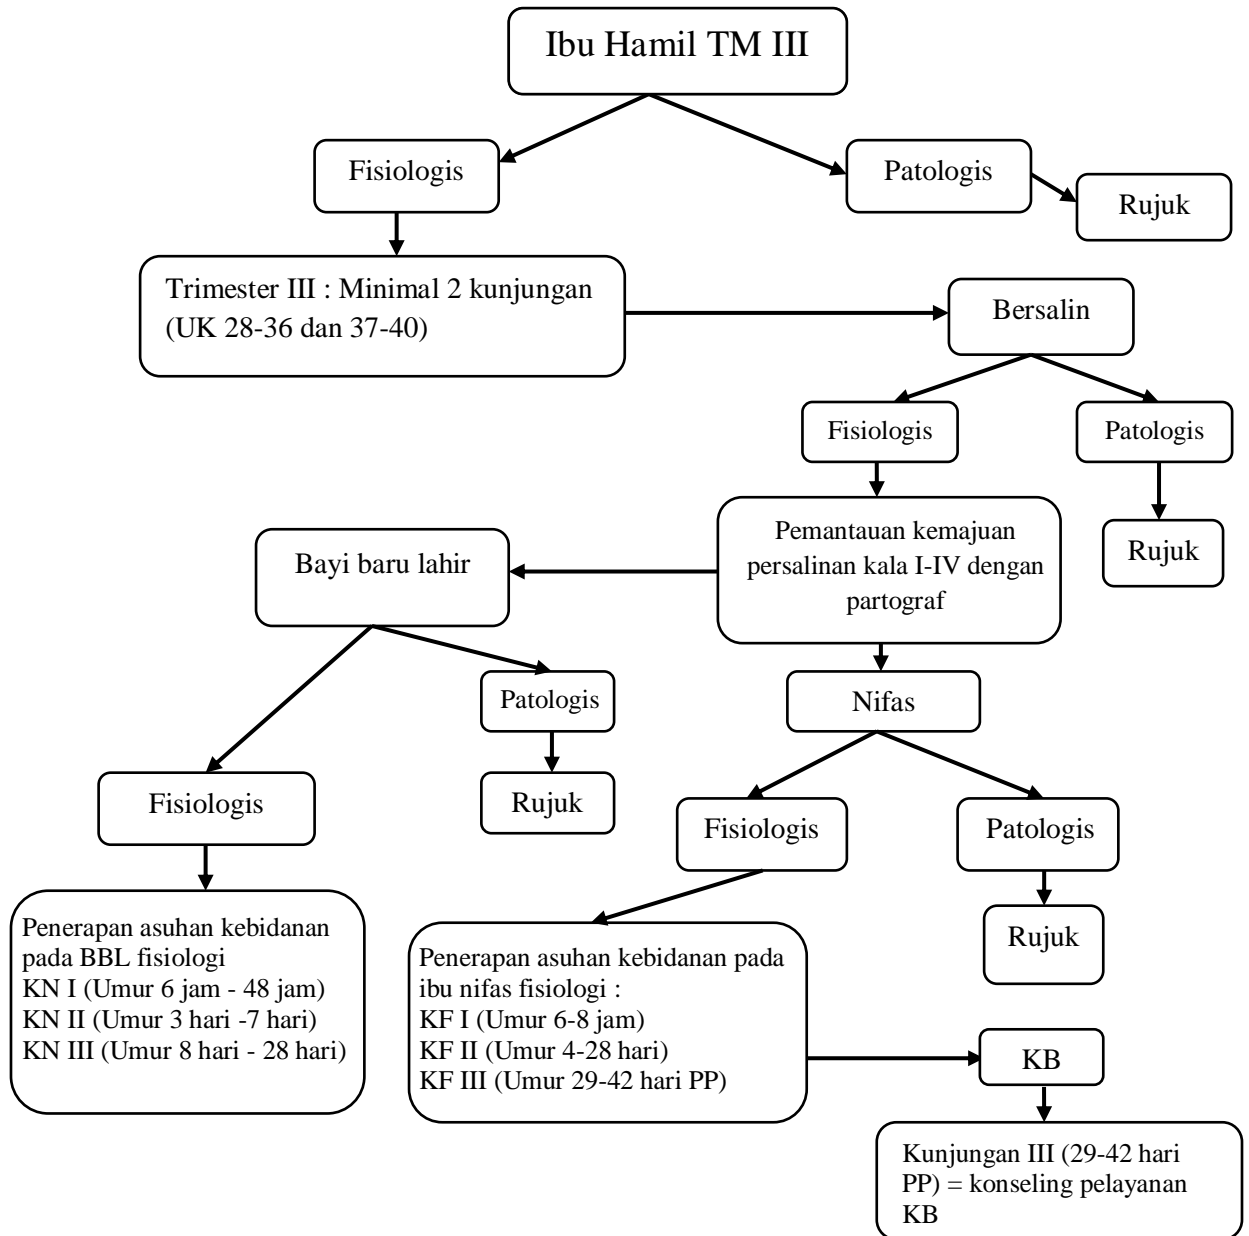 Ibu Hamil TM III
Fisiologis
Patologis
Rujuk
Trimester III : Minimal 2 kunjungan
(UK 28-36 dan 37-40)
Bersalin
Fisiologis
Patologis
Rujuk
Pemantauan kemajuan
persalinan kala I-IV dengan
partograf
Bayi baru lahir
Patologis
Rujuk
Fisiologis
Nifas
Fisiologis
Patologis
Rujuk
Penerapan asuhan kebidanan
pada BBL fisiologi
KN I (Umur 6 jam - 48 jam)
KN II (Umur 3 hari -7 hari)
KN III (Umur 8 hari - 28 hari)
Penerapan asuhan kebidanan pada
ibu nifas fisiologi :
KF I (Umur 6-8 jam)
KF II (Umur 4-28 hari)
KF III (Umur 29-42 hari PP)
KB
Kunjungan III (29-42 hari
PP) = konseling pelayanan
KB